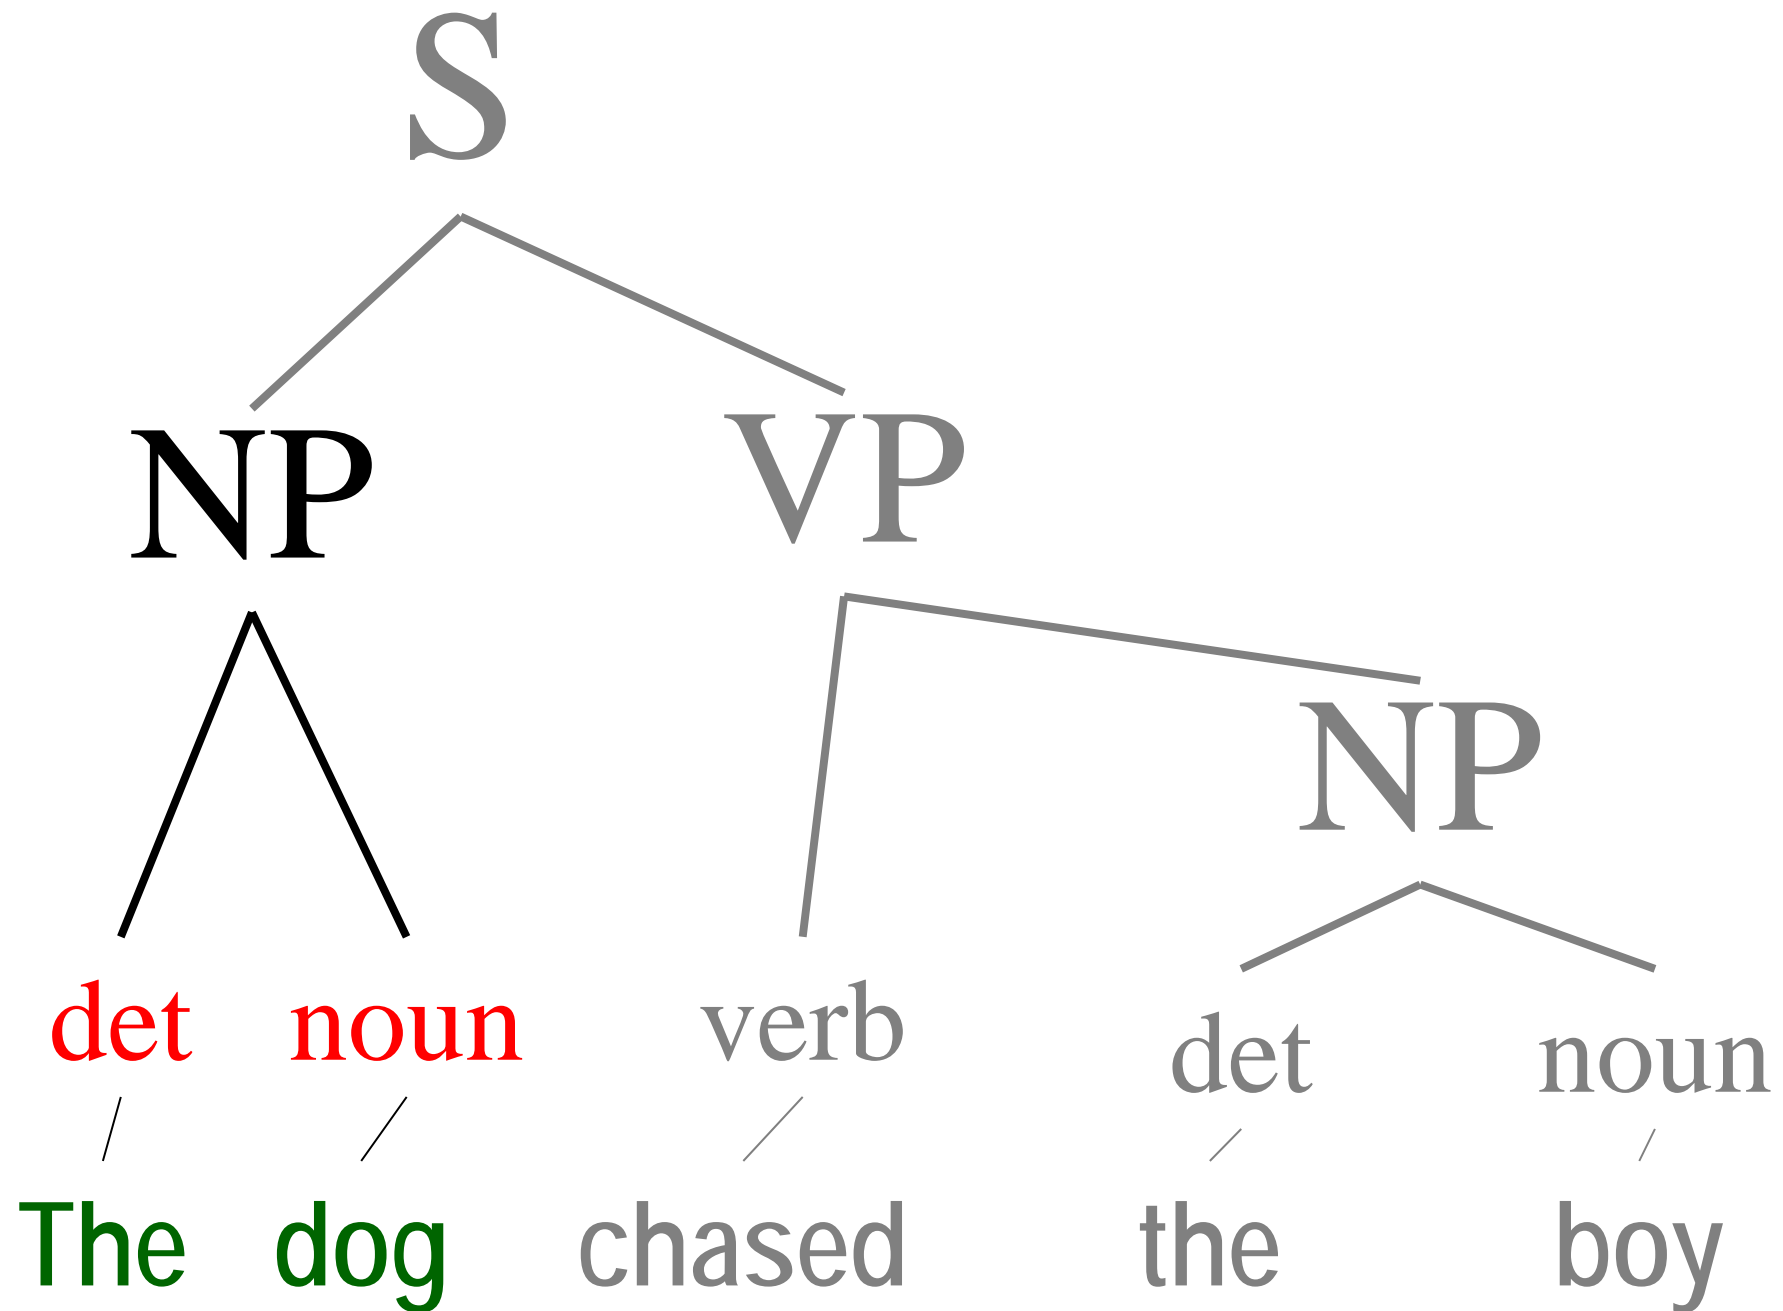 S
NP VP
NP
det noun verb
det noun
The dog chased the boy